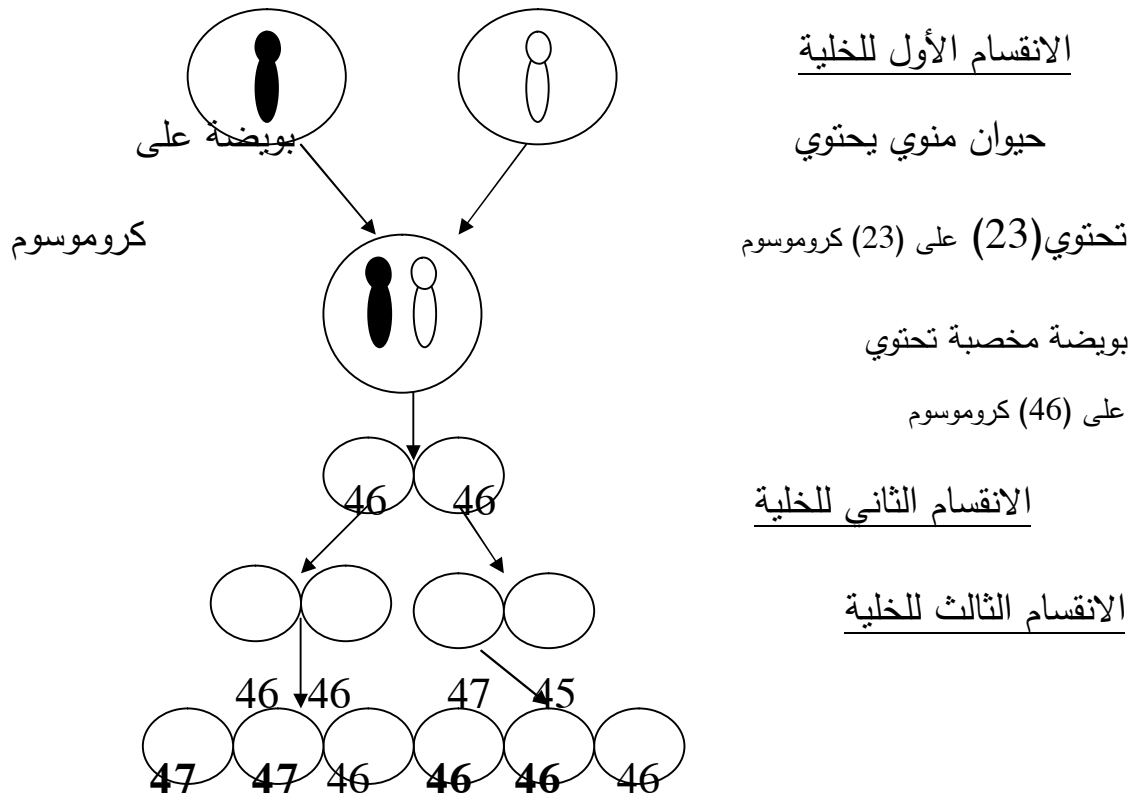 الانقسام الأول للخلية
حيوان منوي يحتوي بويضة على
تحتوي(23) على (23) كروموسوم كروموسوم
بويضة مخصبة تحتوي
على (46) كروموسوم
46 46
الانقسام الثاني للخلية
الانقسام الثالث للخلية
46 46 47 45
47 47 46 46 46 46